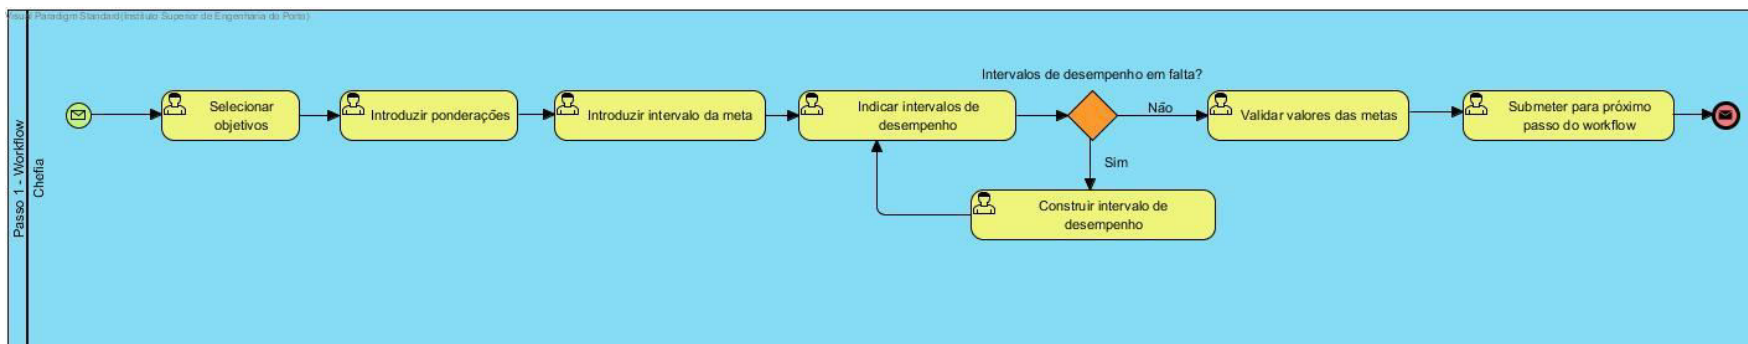 Visual Paradigm Standard(Instituto Superior de Engenharia do Porto)
Passo 1 - Workflow
Chefia
Selecionar
objetivos
Introduzir ponderações
Introduzir intervalo da meta
Indicar intervalos de
desempenho
Intervalos de desempenho em falta?
Não
Sim
Construir intervalo de
desempenho
Validar valores das metas
Submeter para próximo
passo do workflow